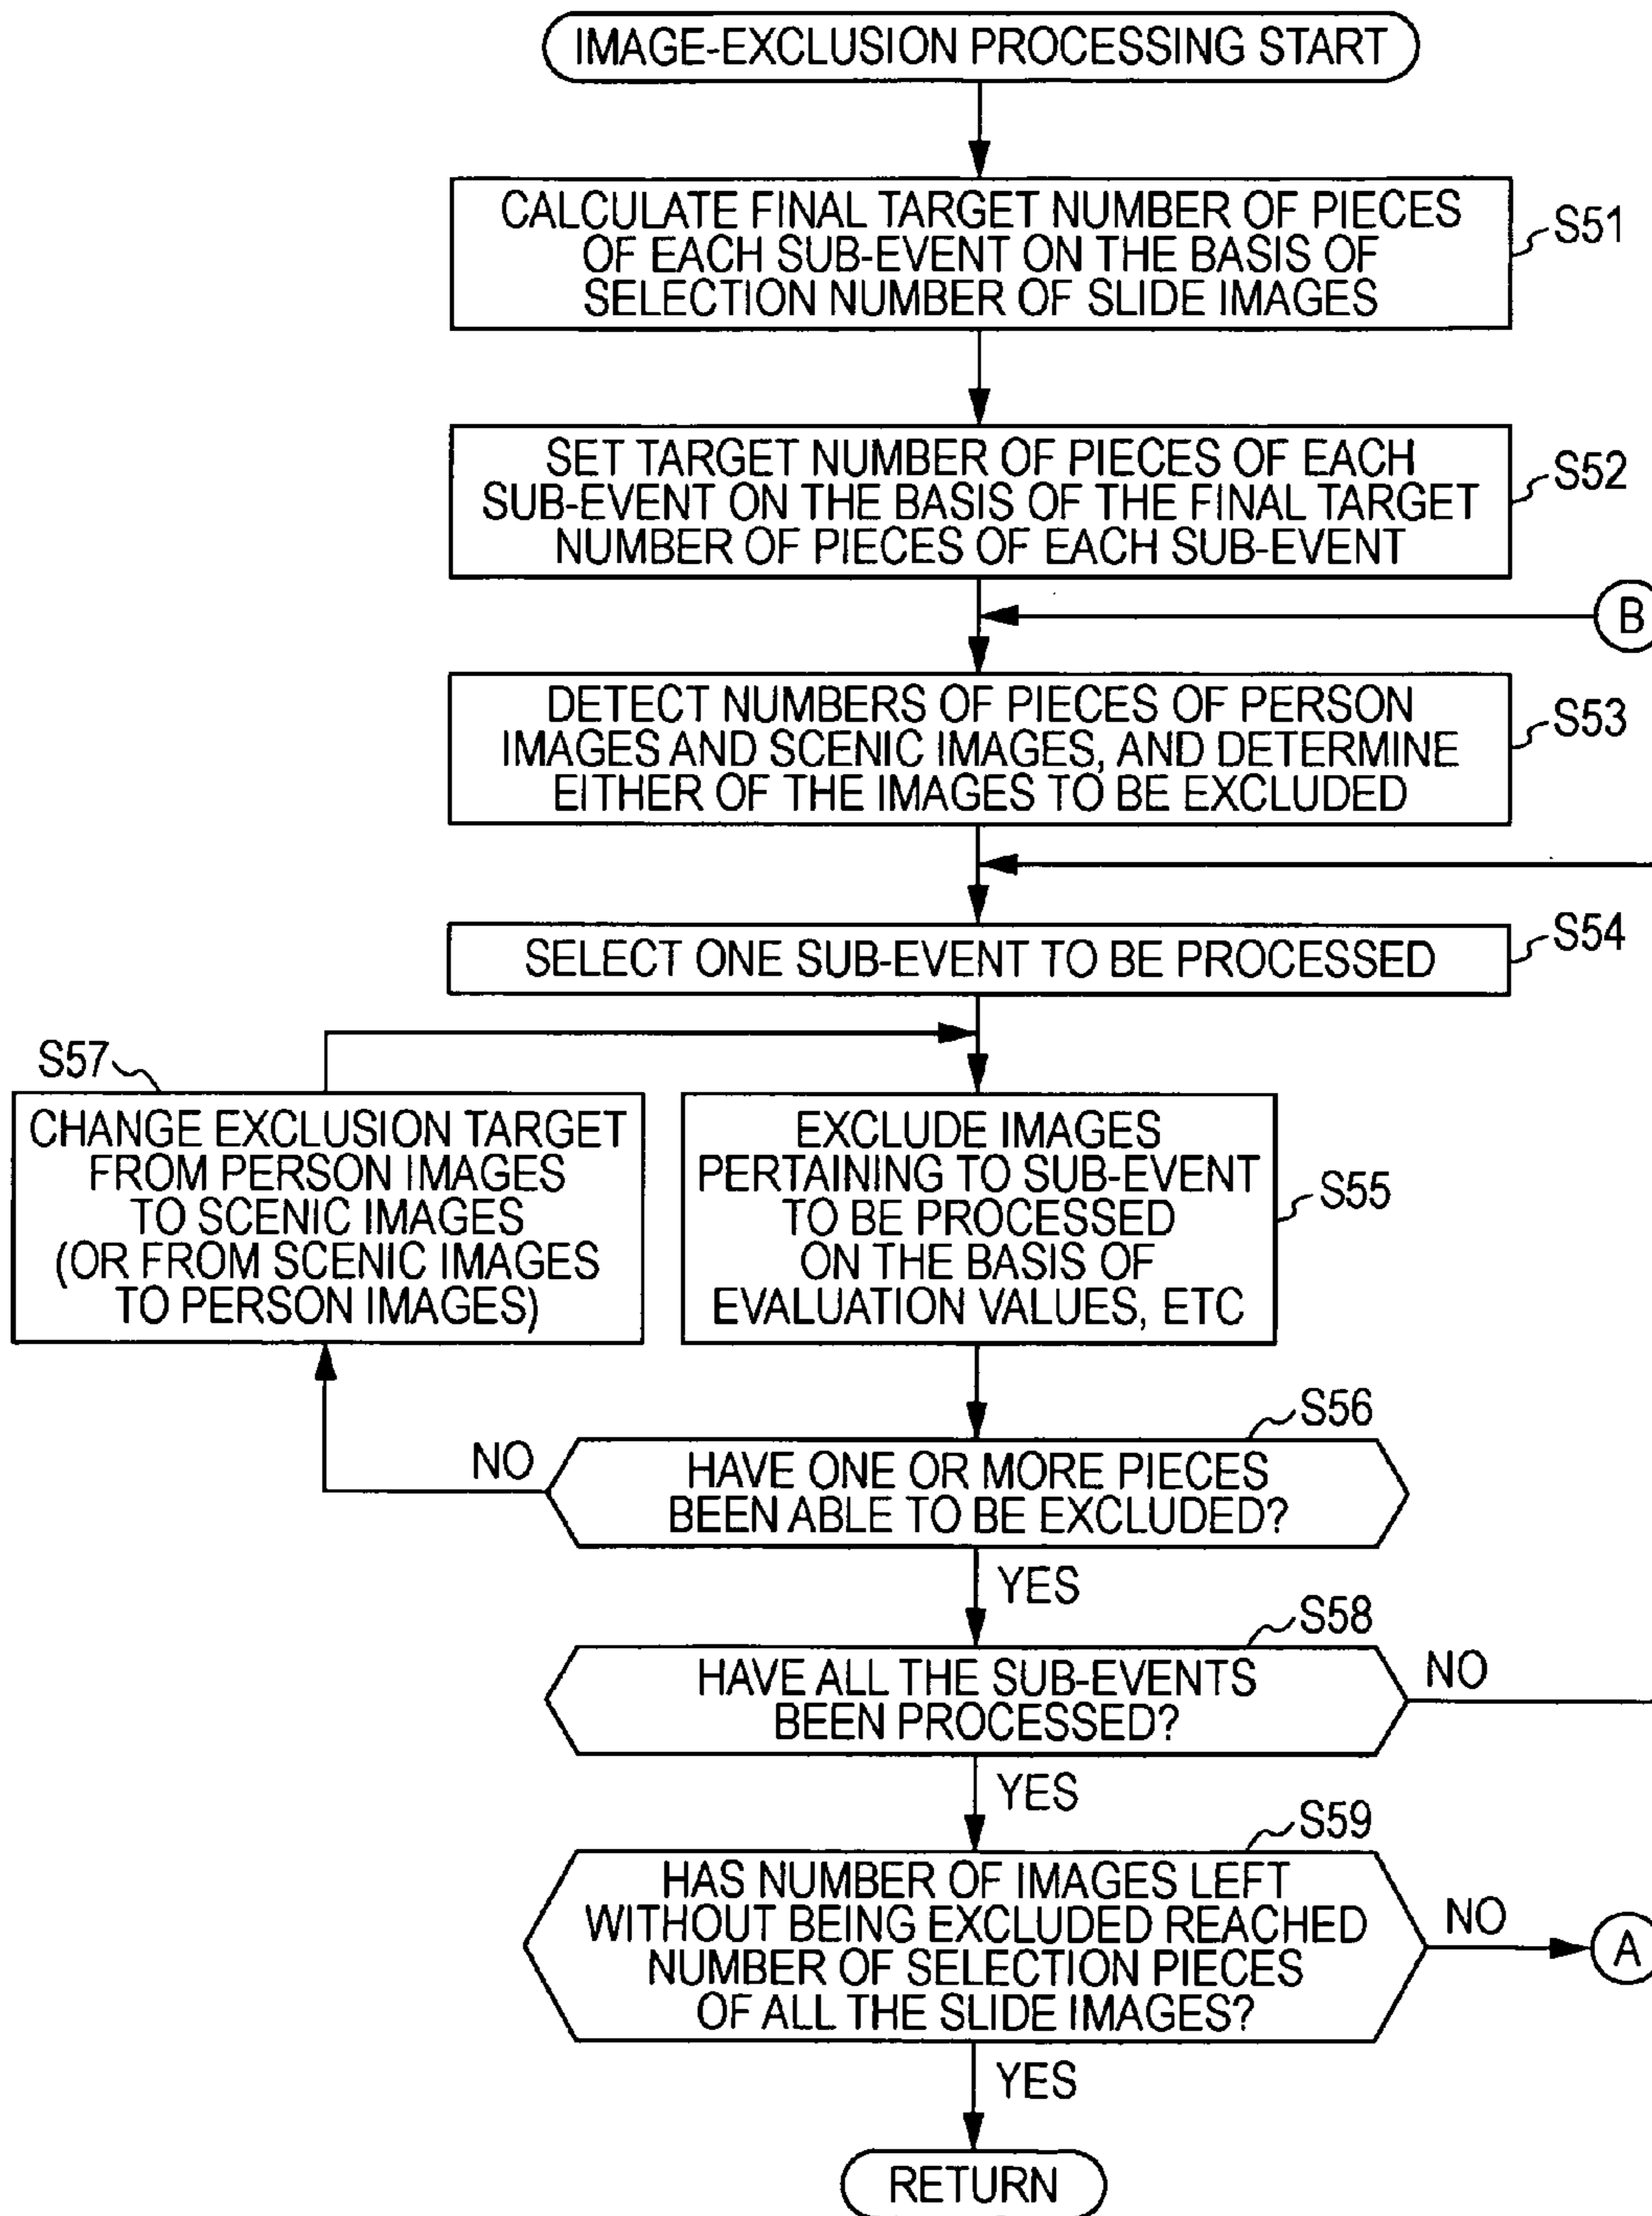 IMAGE-EXCLUSION PROCESSING START
CALCULATE FINAL TARGET NUMBER OF PIECES
OF EACH SUB-EVENT ON THE BASIS OF
SELECTION NUMBER OF SLIDE IMAGES
S51
SET TARGET NUMBER OF PIECES OF EACH
SUB-EVENT ON THE BASIS OF THE FINAL TARGET
NUMBER OF PIECES OF EACH SUB-EVENT
S52
B
DETECT NUMBERS OF PIECES OF PERSON
IMAGES AND SCENIC IMAGES, AND DETERMINE
EITHER OF THE IMAGES TO BE EXCLUDED
S53
SELECT ONE SUB-EVENT TO BE PROCESSED
S54
S57
CHANGE EXCLUSION TARGET
FROM PERSON IMAGES
TO SCENIC IMAGES
(OR FROM SCENIC IMAGES
TO PERSON IMAGES)
EXCLUDE IMAGES
PERTAINING TO SUB-EVENT
TO BE PROCESSED
ON THE BASIS OF
EVALUATION VALUES, ETC
S55
S56
NO
HAVE ONE OR MORE PIECES
BEEN ABLE TO BE EXCLUDED?
YES
S58
HAVE ALL THE SUB-EVENTS
BEEN PROCESSED?
NO
YES
S59
HAS NUMBER OF IMAGES LEFT
WITHOUT BEING EXCLUDED REACHED
NUMBER OF SELECTION PIECES
OF ALL THE SLIDE IMAGES?
NO
A
YES
RETURN